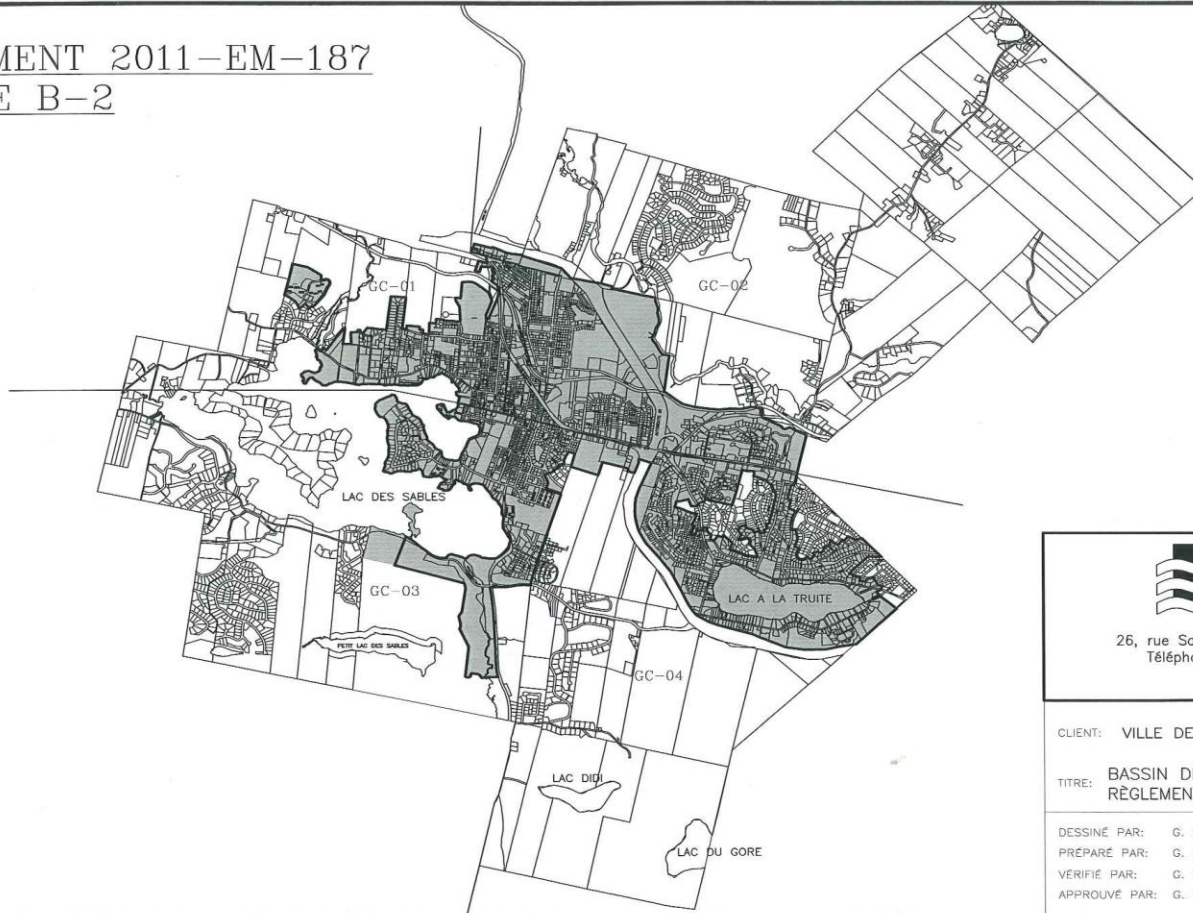 MENT 2011-EM-187
E B-2
GC-01
GC-02
LAC DES SABLES
LAC A LA TRUITE
GC-03
PETIT LAC DES SABLES
GC-04
LAC DIDI
LAC DU GORE
26, rue
Téléph
CLIENT: VILLE DE
TITRE: BASSIN
RÈGLEMEN
DESSINÉ PAR: G.
PRÉPARÉ PAR: G.
VÉRIFIÉ PAR: G.
APPROUVÉ PAR: G.